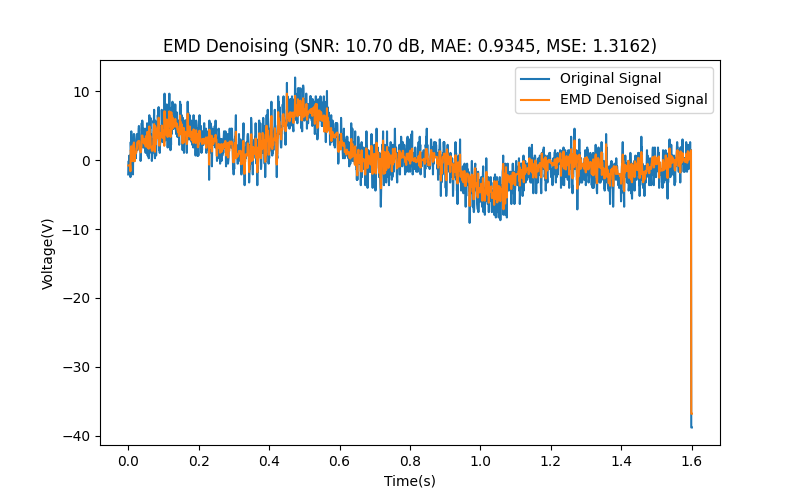 EMD Denoising (SNR: 10.70 dB, MAE: 0.9345, MSE: 1.3162)
Original Signal
EMD Denoised Signal
10
0
−10
−20
−30
−40
Voltage(V)
0.0 0.2 0.4 0.6 0.8 1.0 1.2 1.4 1.6
Time(s)